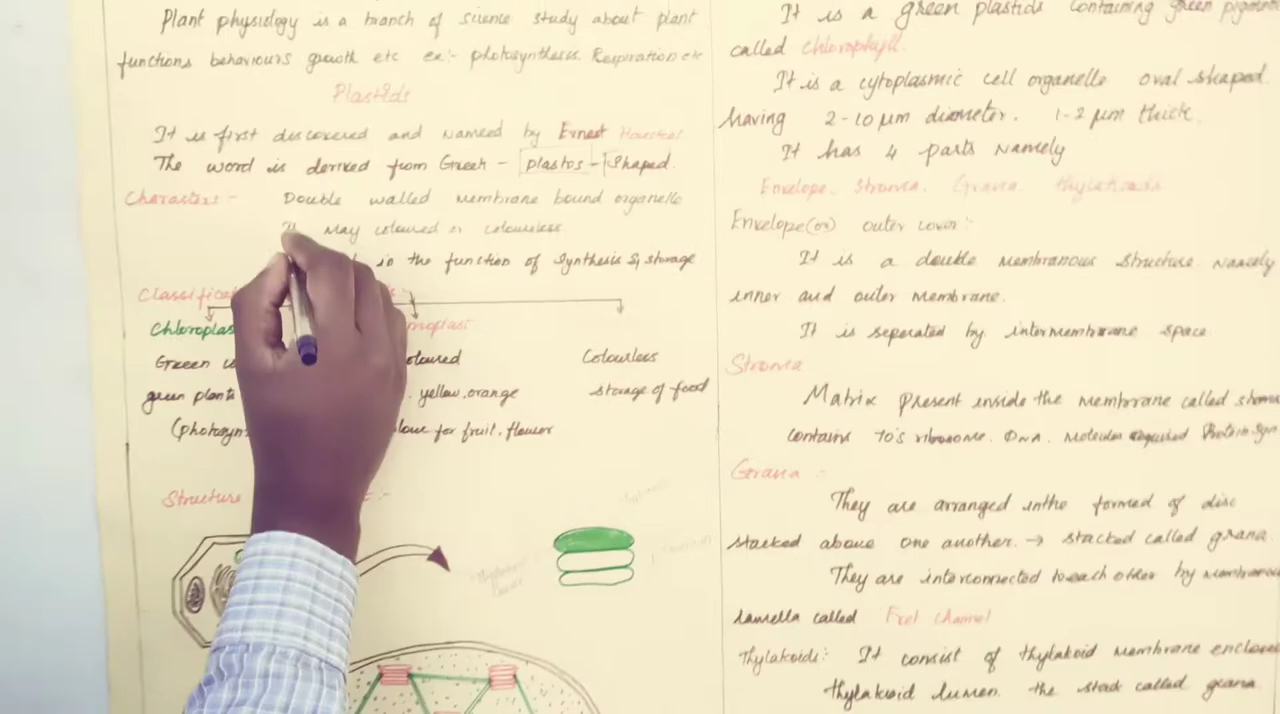 Plant physiology is a branch of science study about plant
functions behaviours growth etc ex:- photosynthesis. Respiration etc
Plastids
It is first discovered and named by Ernest Haeckel
The word is derived from Greek - Plastos - Shaped.
Characters:- Double walled membrane bound organelle
It may coloured or colourless
in the function of synthesis & storage
Classific
Chloroplas moplast
Green oloured Colourless
green plants . yellow, orange storage of food
(photosyn lour for fruit, flower
Structure
It is a green plastids containing green pigment
called Chlorophyll.
It is a cytoplasmic cell organelle oval shaped.
having 2-10 µm diameter. 1-2 µm thick.
It has 4 parts Namely
Envelope. Stroma. Grana. Thylakoids
Envelope (or) outer cover:-
It is a double membranous structure. Namely
inner and outer membrane.
It is seperated by intermembrane space
Stroma
Matrix present inside the membrane called stroma
contains 70's ribosome. DNA. Molecules required Protein syn
Grana :-
They are arranged inthe formed of disc
stacked above one another. → stacked called grana.
They are interconnected to each other by membranous
lamella called Fret channel
Thylakoids: It consist of thylakoid membrane enclosed
thylakoid lumen. the stack called grana.